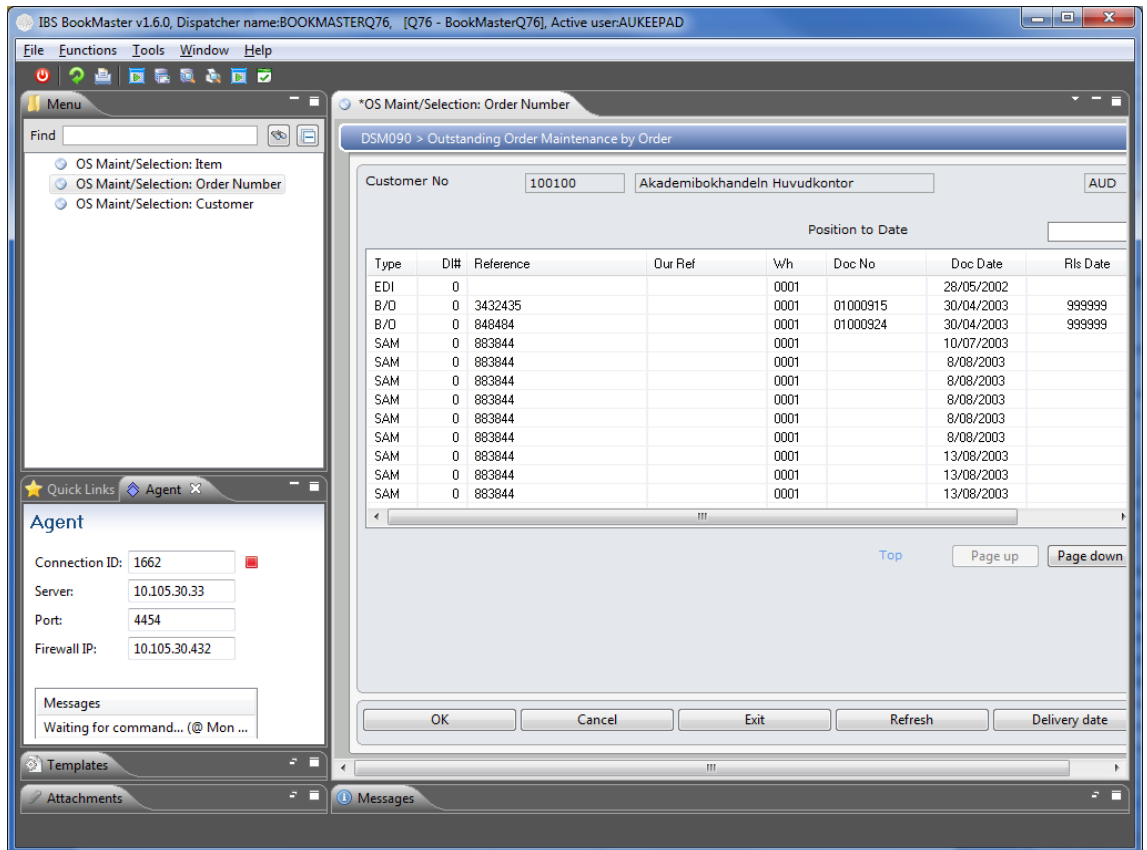 IBS BookMaster v1.6.0, Dispatcher name:BOOKMASTERQ76, [Q76 - BookMasterQ76], Active user:AUKEEPAD
File Functions Tools Window Help
Menu
Find
OS Maint/Selection: Item
OS Maint/Selection: Order Number
OS Maint/Selection: Customer
Quick Links Agent
Agent
Connection ID: 1662
Server: 10.105.30.33
Port: 4454
Firewall IP: 10.105.30.432
Messages
Waiting for command... (@ Mon ...
Templates
Attachments
*OS Maint/Selection: Order Number
DSM090 > Outstanding Order Maintenance by Order
Customer No 100100 Akademibokhandeln Huvudkontor AUD
Position to Date
Type DI# Reference Our Ref Wh Doc No Doc Date Rls Date
EDI 0 0001 28/05/2002
B/O 0 3432435 0001 01000915 30/04/2003 999999
B/O 0 848484 0001 01000924 30/04/2003 999999
SAM 0 883844 0001 10/07/2003
SAM 0 883844 0001 8/08/2003
SAM 0 883844 0001 8/08/2003
SAM 0 883844 0001 8/08/2003
SAM 0 883844 0001 8/08/2003
SAM 0 883844 0001 8/08/2003
SAM 0 883844 0001 13/08/2003
SAM 0 883844 0001 13/08/2003
SAM 0 883844 0001 13/08/2003
Top Page up Page down
OK Cancel Exit Refresh Delivery date
Messages